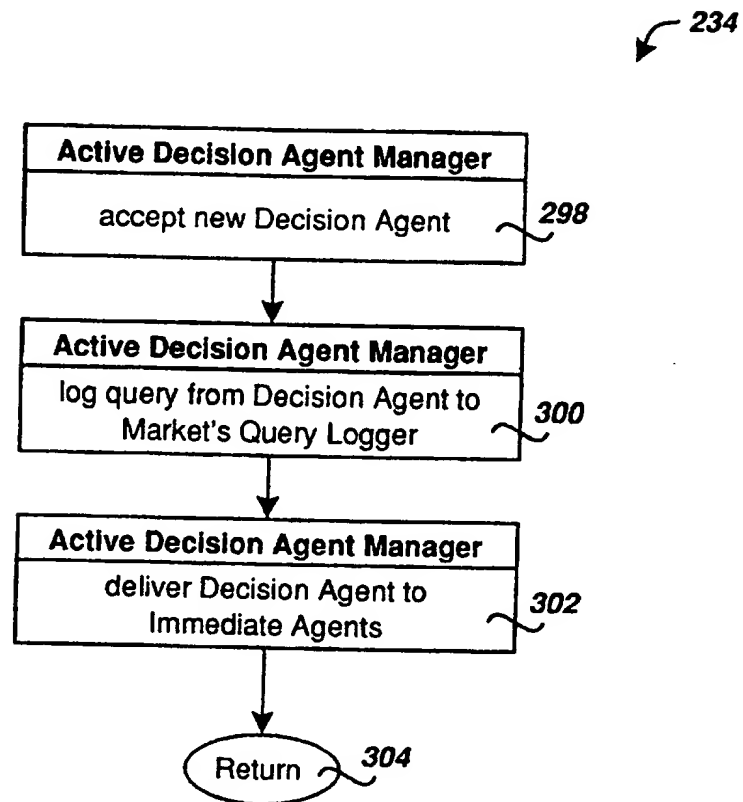 234
Active Decision Agent Manager
accept new Decision Agent
298
Active Decision Agent Manager
log query from Decision Agent to
Market's Query Logger
300
Active Decision Agent Manager
deliver Decision Agent to
Immediate Agents
302
Return
304